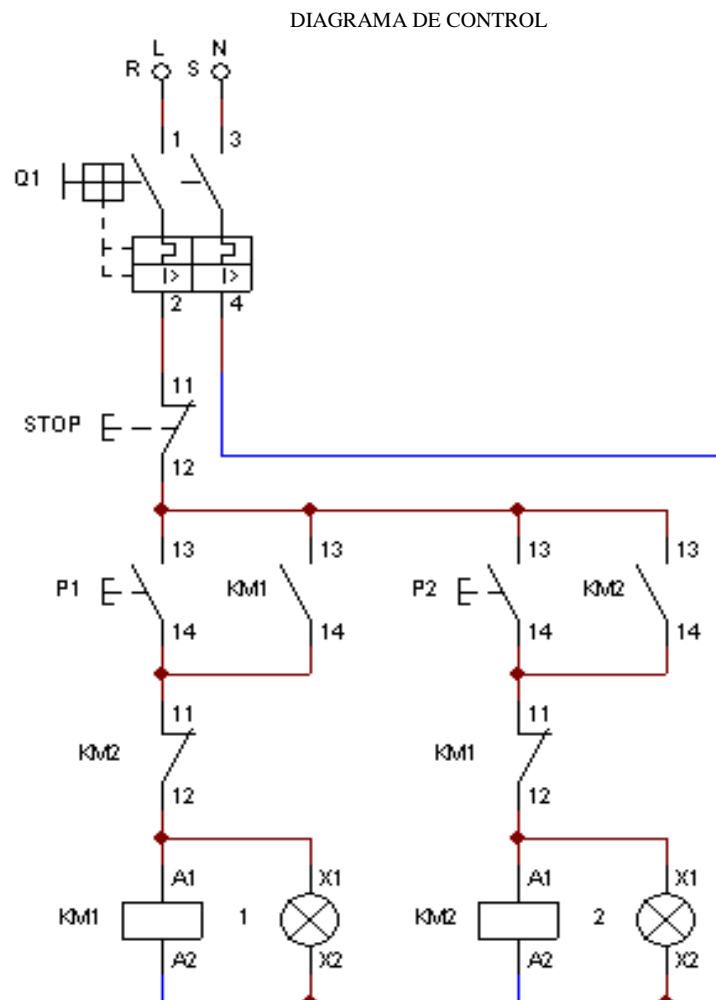 DIAGRAMA DE CONTROL
L N
R S
1 3
Q1
I> I>
2 4
11
STOP
12
13 13 13 13
P1 KM1 P2 KM2
14 14 14 14
11 11
KM2 KM1
12 12
A1 X1 A1 X1
KM1 1 KM2 2
A2 X2 A2 X2